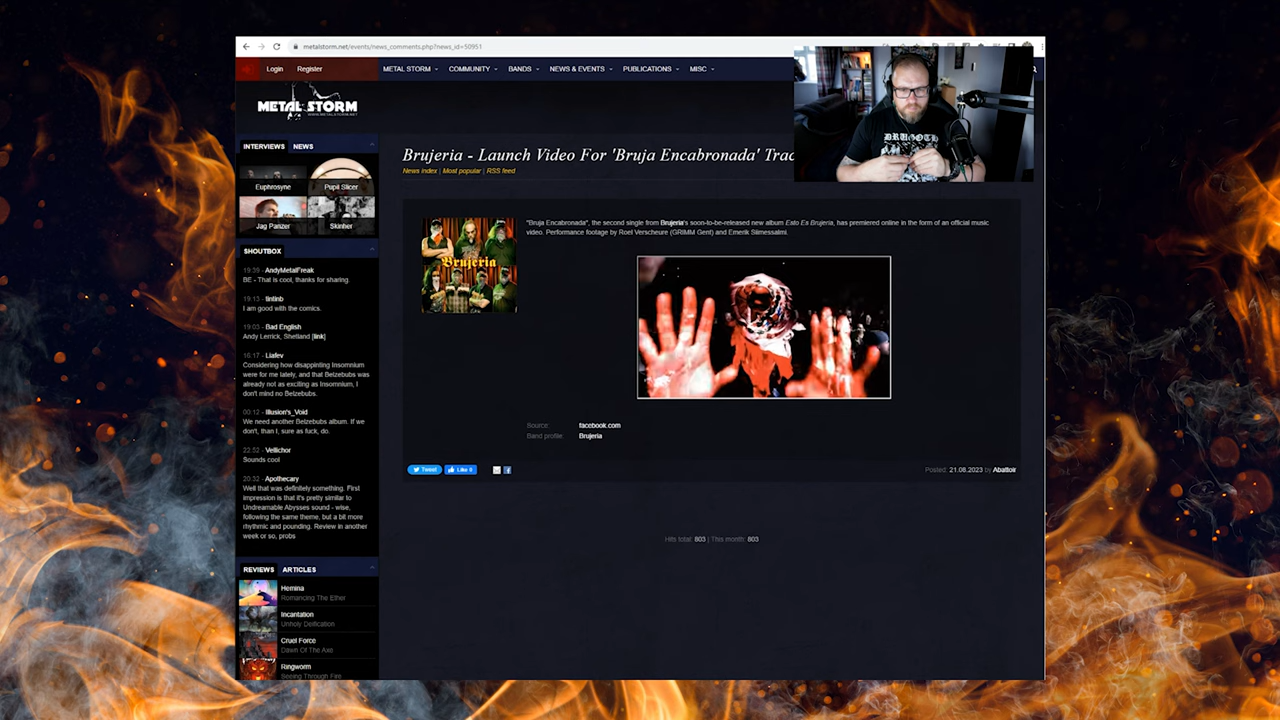 metalstorm.net/events/news_comments.php?news_id=50951
Login Register METAL STORM COMMUNITY BANDS NEWS & EVENTS PUBLICATIONS MISC
METAL STORM
WWW.METALSTORM.NET
INTERVIEWS NEWS
Euphrosyne Pupil Slicer
Jag Panzer Skinher
SHOUTBOX
19:39 - AndyMetalFreak
BE - That is cool, thanks for sharing.
19:13 - tintinb
I am good with the comics.
19:05 - Bad English
Andy Lerrick, Shetland [link]
16:17 - Liafev
Considering how disappinting Insomnium
were for me lately, and that Belzebubs was
already not as exciting as Insomnium, I
don't mind no Belzebubs.
00:12 - Illusion's_Void
We need another Belzebubs album. If we
don't, than I, sure as fuck, do.
22:52 - Vellichor
Sounds cool
20:32 - Apothecary
Well that was definitely something. First
impression is that it's pretty similar to
Undreamable Abysses sound - wise,
following the same theme, but a bit more
rhythmic and pounding. Review in another
week or so, probs
REVIEWS ARTICLES
Hemina
Romancing The Ether
Incantation
Unholy Deification
Cruel Force
Dawn Of The Axe
Ringworm
Seeing Through Fire
Brujeria - Launch Video For 'Bruja Encabronada' Trac
News index | Most popular | RSS feed
Brujeria
"Bruja Encabronada", the second single from Brujeria's soon-to-be-released new album Esto Es Brujeria, has premiered online in the form of an official music
video. Performance footage by Roel Verscheure (GRIMM Gent) and Emerik Slimessalmi.
Source: facebook.com
Band profile: Brujeria
Tweet Like 0
Posted: 21.08.2023 by Abattoir
Hits total: 803 | This month: 803